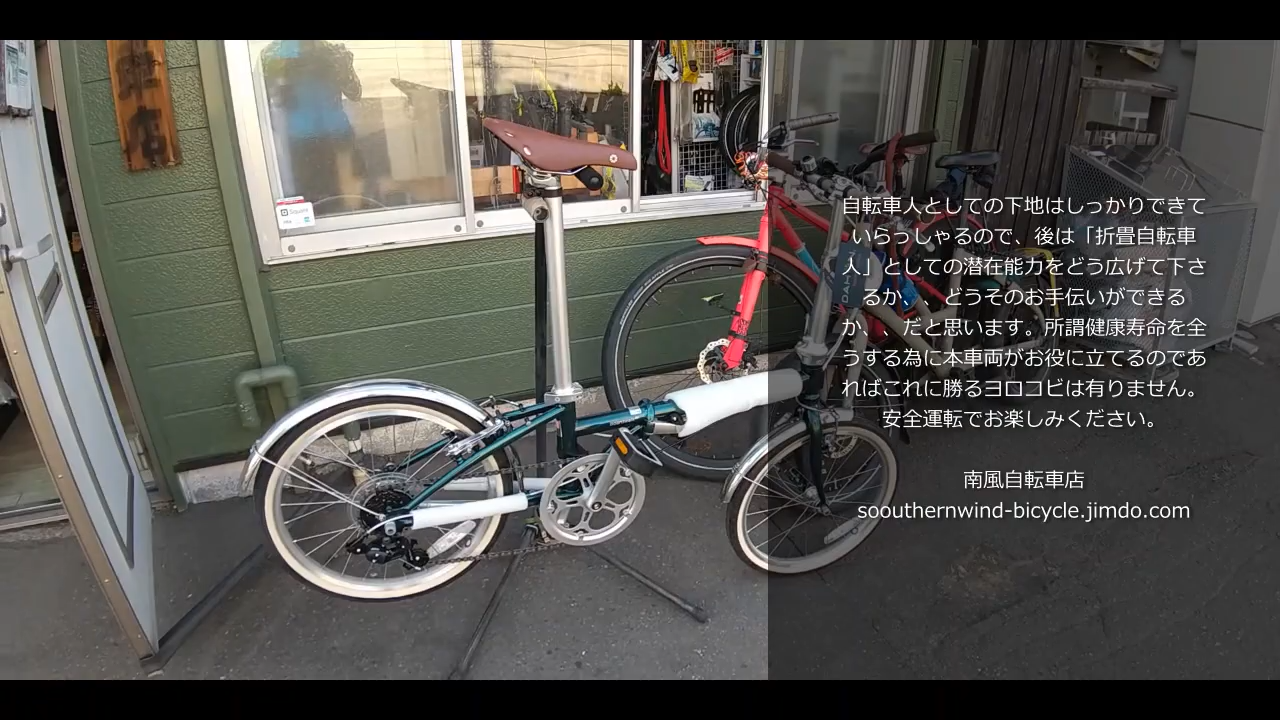 店
Square
DAHON
自転車人としての下地はしっかりできて
いらっしゃるので、後は「折畳自転車
人」としての潜在能力をどう広げて下さ
るか、、どうそのお手伝いができる
か、、だと思います。所謂健康寿命を全
うする為に本車両がお役に立てるのであ
ればこれに勝るヨロコビは有りません。
安全運転でお楽しみください。
南風自転車店
soouthernwind-bicycle.jimdo.com